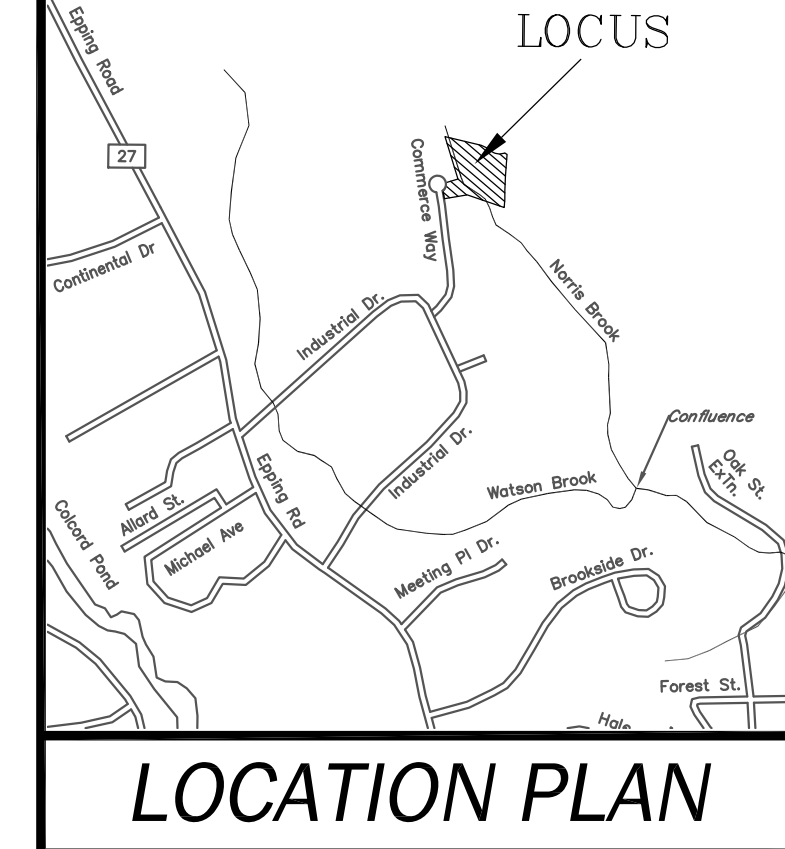 LOCUS
Epping Road
27
Commerce Way
Continental Dr
Norris Brook
Industrial Dr.
Confluence
Oak St.
ExTn.
Industrial Dr.
Epping Rd
Watson Brook
Allard St.
Colcord Pond
Michael Ave
Meeting Pl Dr.
Brookside Dr.
Forest St.
LOCATION PLAN